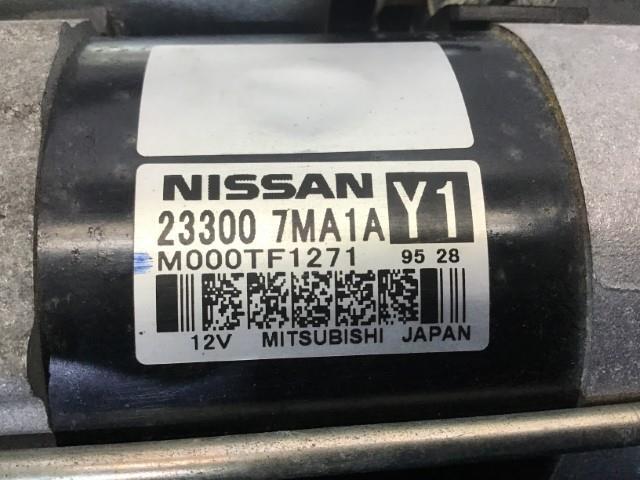 NISSAN
23300 7MA1A Y1
M000TF1271 95 28
12V MITSUBISHI JAPAN